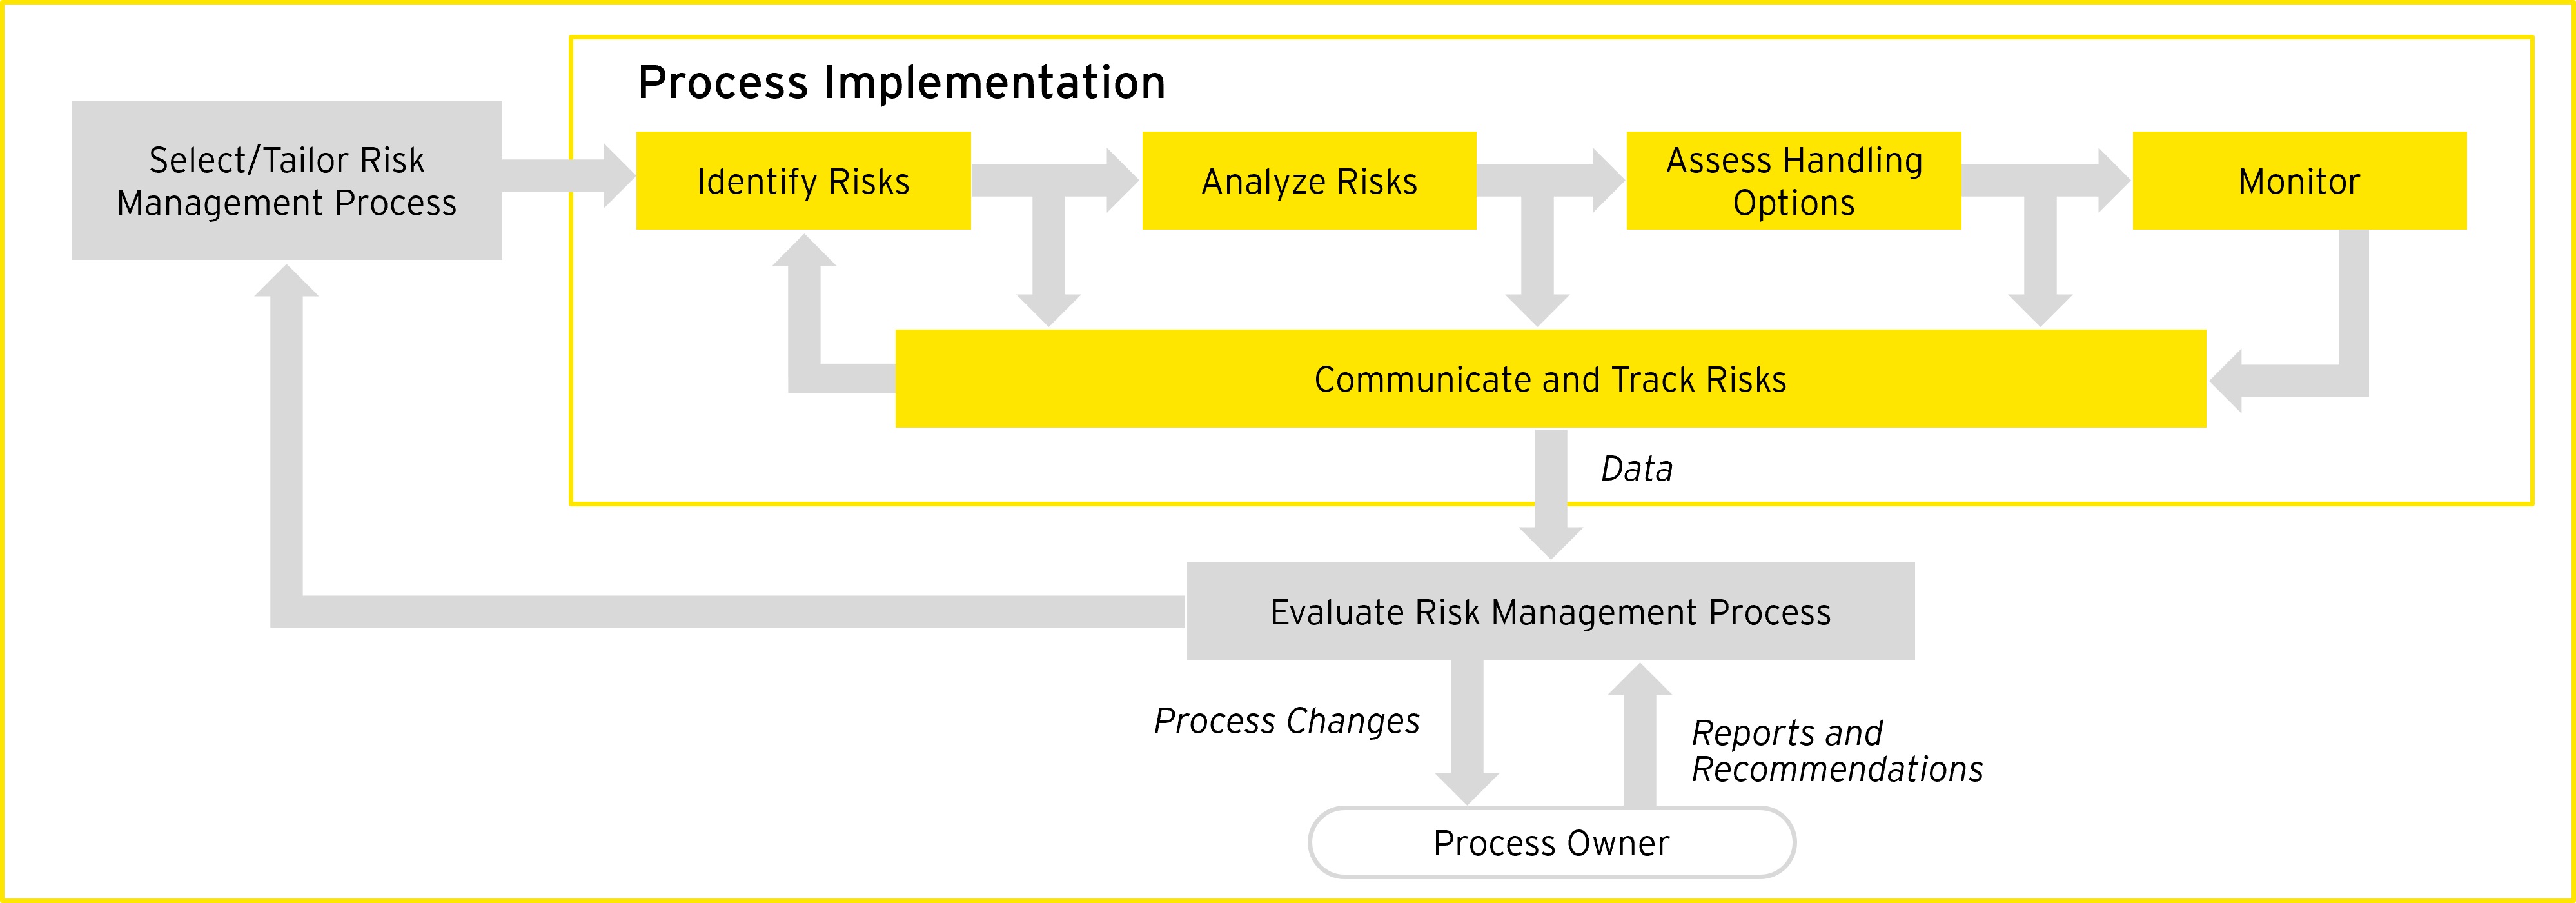 Process Implementation
Select/Tailor Risk
Management Process
Identify Risks
Analyze Risks
Assess Handling
Options
Monitor
Communicate and Track Risks
Data
Evaluate Risk Management Process
Process Changes
Reports and
Recommendations
Process Owner